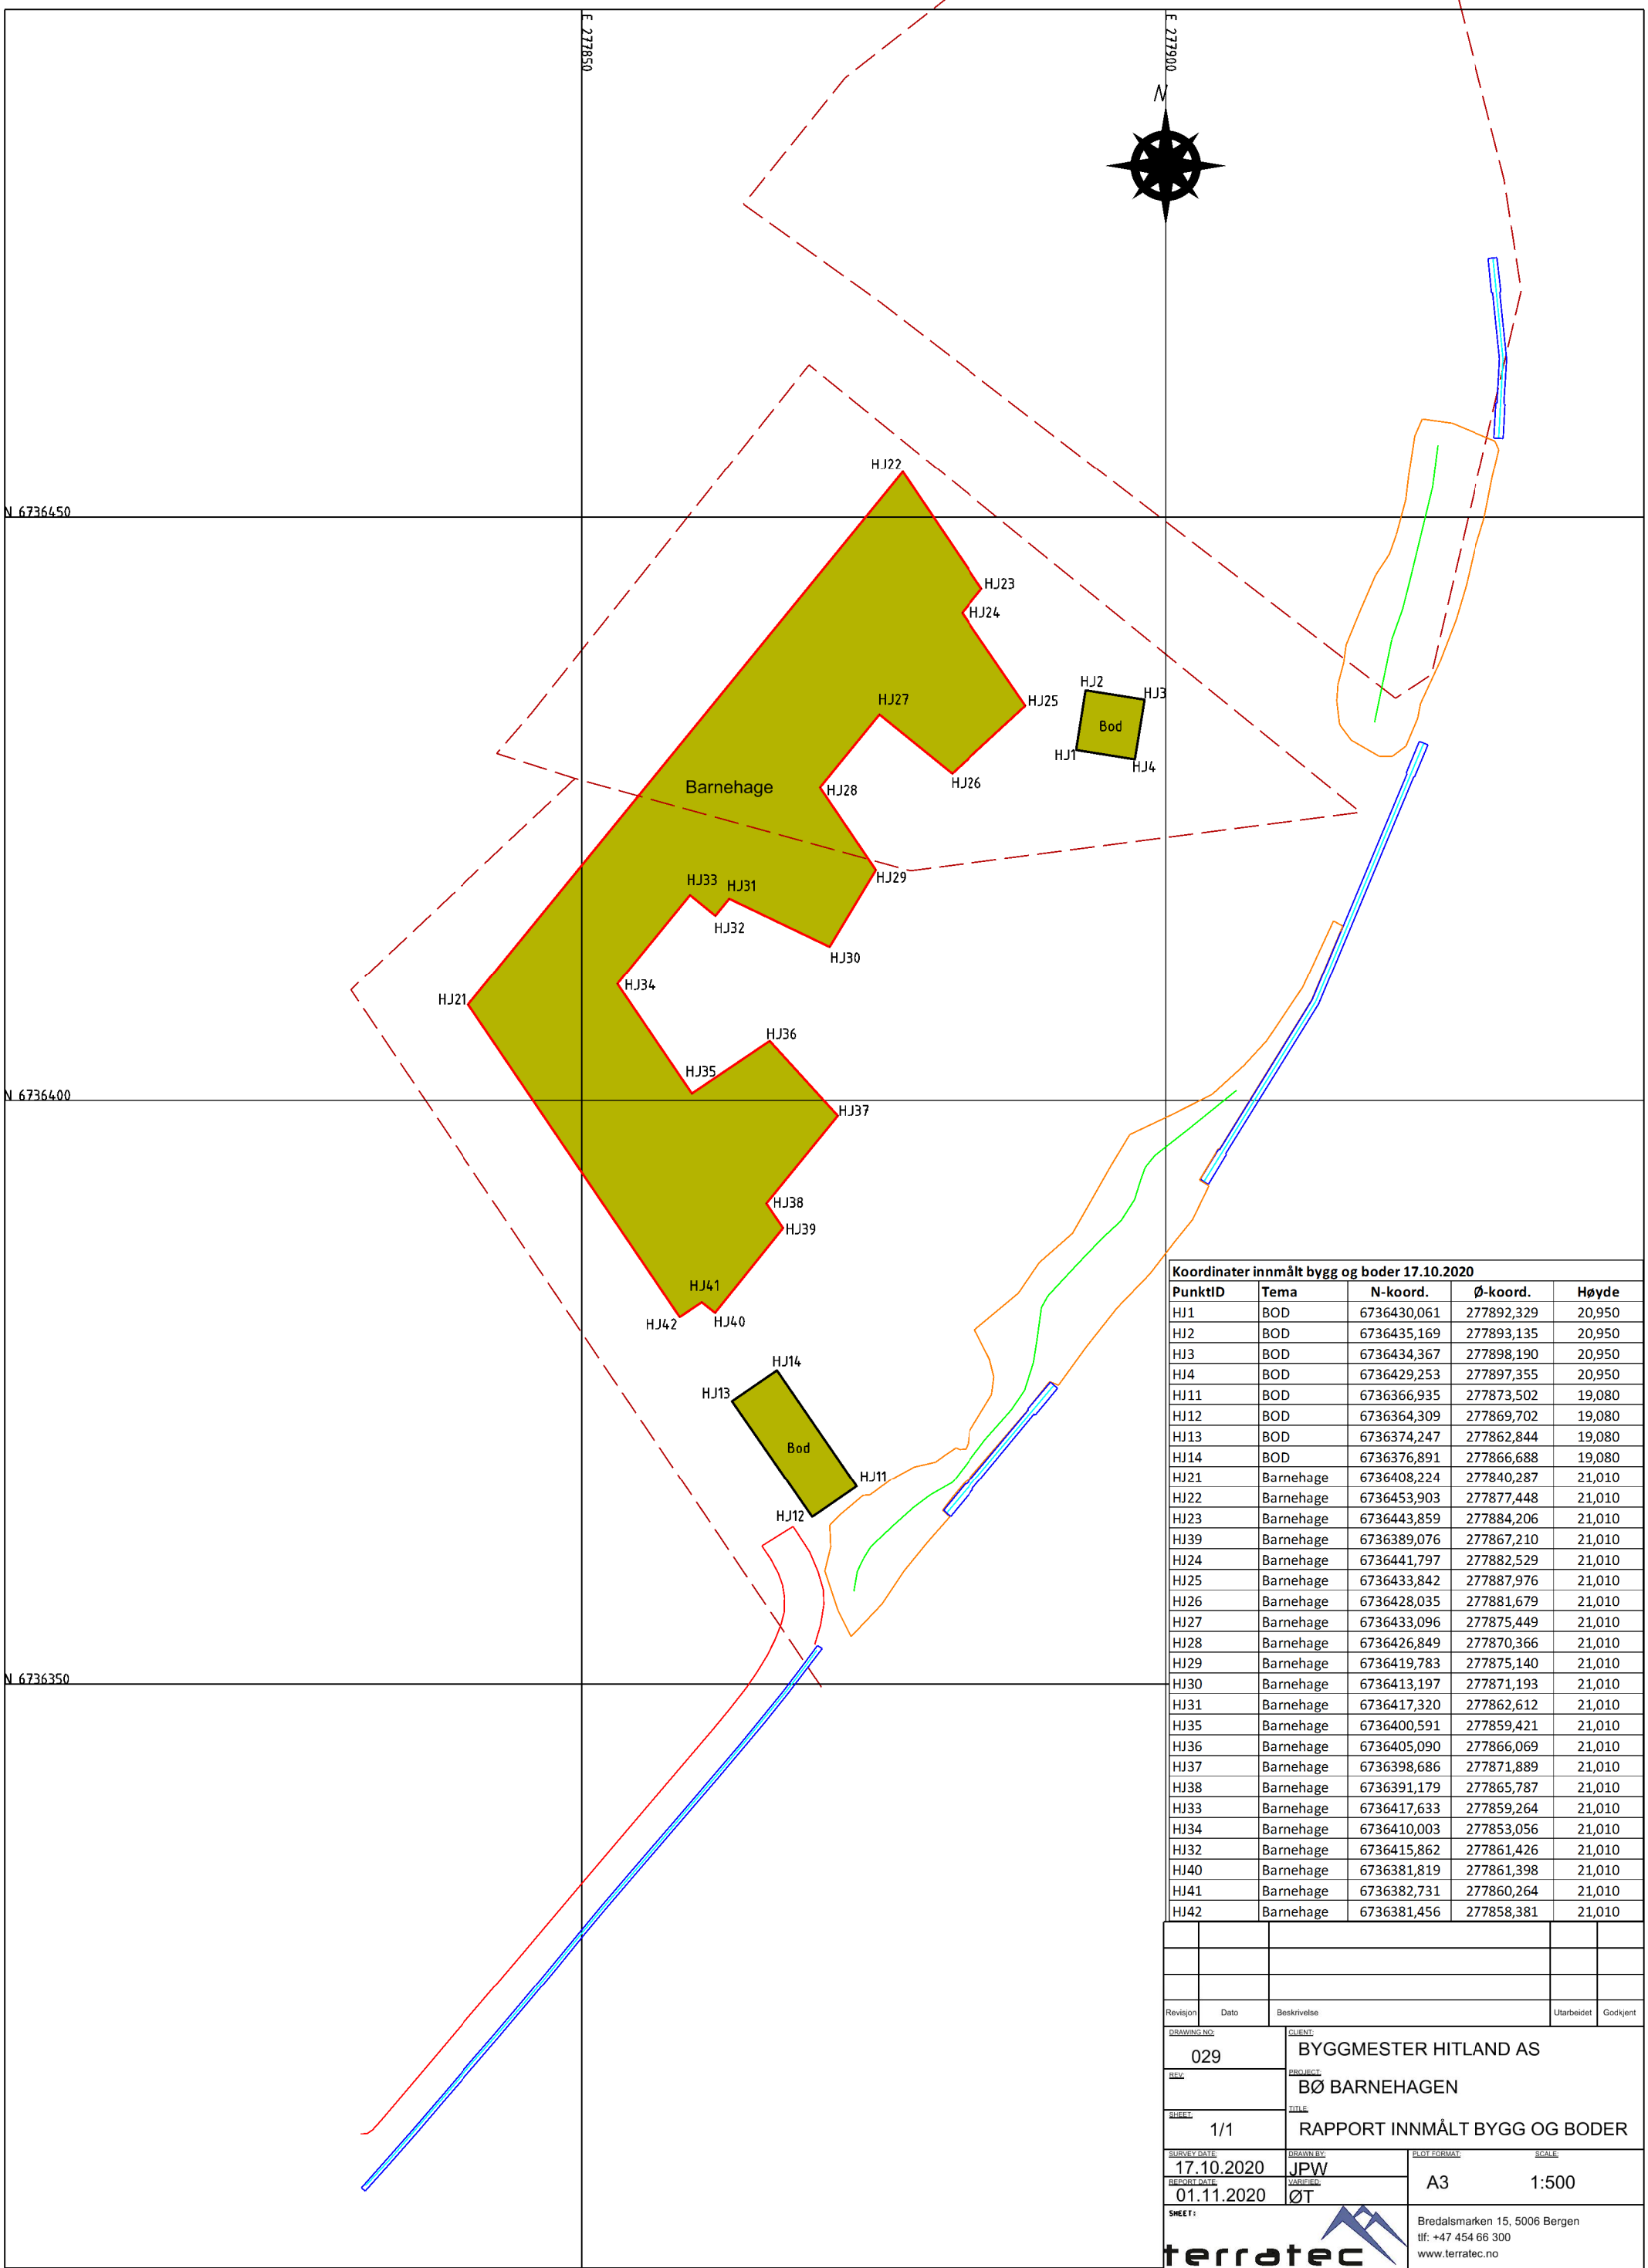 E 277850
E 277900
N
HJ22
N 6736450
HJ23
HJ24
HJ2
HJ3
HJ25
HJ27
Bod
HJ1
HJ4
HJ26
Barnehage
HJ28
HJ29
HJ33
HJ31
HJ32
HJ30
HJ34
HJ21
HJ36
HJ35
N 6736400
HJ37
HJ38
HJ39
HJ41
HJ42
HJ40
HJ14
HJ13
Bod
HJ11
HJ12
N 6736350
Koordinater innmålt bygg og boder 17.10.2020
PunktID Tema N-koord. Ø-koord. Høyde
HJ1 BOD 6736430,061 277892,329 20,950
HJ2 BOD 6736435,169 277893,135 20,950
HJ3 BOD 6736434,367 277898,190 20,950
HJ4 BOD 6736429,253 277897,355 20,950
HJ11 BOD 6736366,935 277873,502 19,080
HJ12 BOD 6736364,309 277869,702 19,080
HJ13 BOD 6736374,247 277862,844 19,080
HJ14 BOD 6736376,891 277866,688 19,080
HJ21 Barnehage 6736408,224 277840,287 21,010
HJ22 Barnehage 6736453,903 277877,448 21,010
HJ23 Barnehage 6736443,859 277884,206 21,010
HJ39 Barnehage 6736389,076 277867,210 21,010
HJ24 Barnehage 6736441,797 277882,529 21,010
HJ25 Barnehage 6736433,842 277887,976 21,010
HJ26 Barnehage 6736428,035 277881,679 21,010
HJ27 Barnehage 6736433,096 277875,449 21,010
HJ28 Barnehage 6736426,849 277870,366 21,010
HJ29 Barnehage 6736419,783 277875,140 21,010
HJ30 Barnehage 6736413,197 277871,193 21,010
HJ31 Barnehage 6736417,320 277862,612 21,010
HJ35 Barnehage 6736400,591 277859,421 21,010
HJ36 Barnehage 6736405,090 277866,069 21,010
HJ37 Barnehage 6736398,686 277871,889 21,010
HJ38 Barnehage 6736391,179 277865,787 21,010
HJ33 Barnehage 6736417,633 277859,264 21,010
HJ34 Barnehage 6736410,003 277853,056 21,010
HJ32 Barnehage 6736415,862 277861,426 21,010
HJ40 Barnehage 6736381,819 277861,398 21,010
HJ41 Barnehage 6736382,731 277860,264 21,010
HJ42 Barnehage 6736381,456 277858,381 21,010
Revisjon Dato Beskrivelse Utarbeidet Godkjent
DRAWING NO:
029
CLIENT:
BYGGMESTER HITLAND AS
REV:
PROJECT:
BØ BARNEHAGEN
SHEET:
1/1
TITLE:
RAPPORT INNMÅLT BYGG OG BODER
SURVEY DATE:
17.10.2020
DRAWN BY:
JPW
PLOT FORMAT:
A3
SCALE:
1:500
REPORT DATE:
01.11.2020
VARIFIED:
ØT
SHEET:
terratec
Bredalsmarken 15, 5006 Bergen
tlf: +47 454 66 300
www.terratec.no